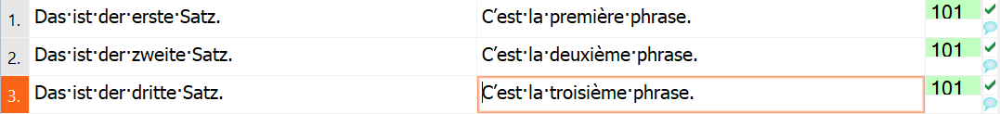 1. Das·ist·der·erste·Satz. C’est·la·première·phrase. 101
2. Das·ist·der·zweite·Satz. C’est·la·deuxième·phrase. 101
3. Das·ist·der·dritte·Satz. C’est·la·troisième·phrase. 101